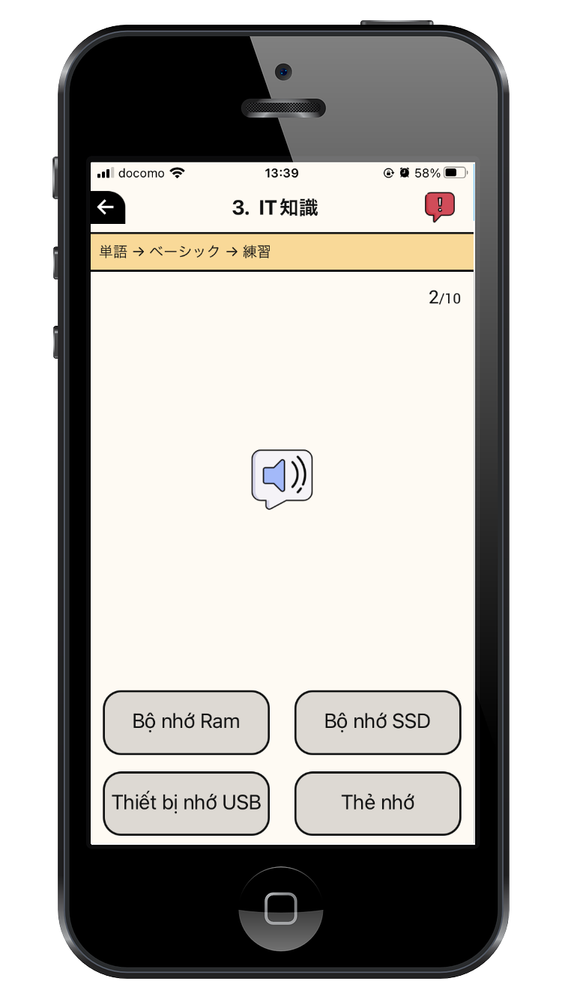 docomo 13:39 58%
3. IT知識
単語 → ベーシック → 練習
2/10
Bộ nhớ Ram
Bộ nhớ SSD
Thiết bị nhớ USB
Thẻ nhớ